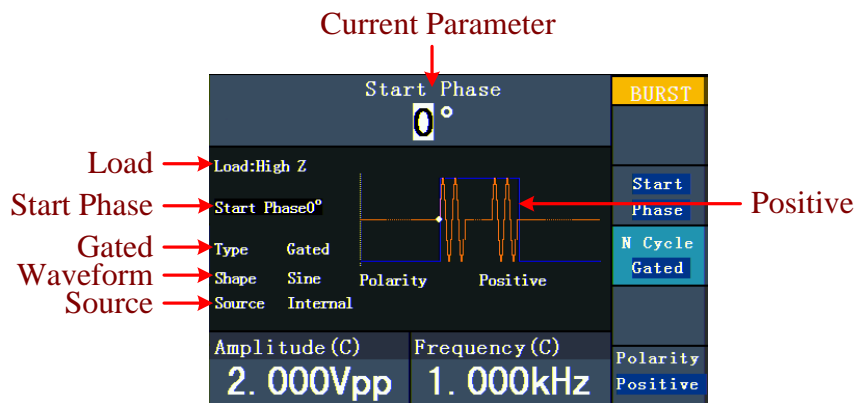 Current Parameter
Start Phase
0°
BURST
Load
Load:High Z
Start Phase
Start Phase0°
Start
Phase
Positive
Gated
Type Gated
N Cycle
Gated
Waveform
Shape Sine
Polarity Positive
Source
Source Internal
Amplitude(C)
Frequency(C)
2.000Vpp
1.000kHz
Polarity
Positive